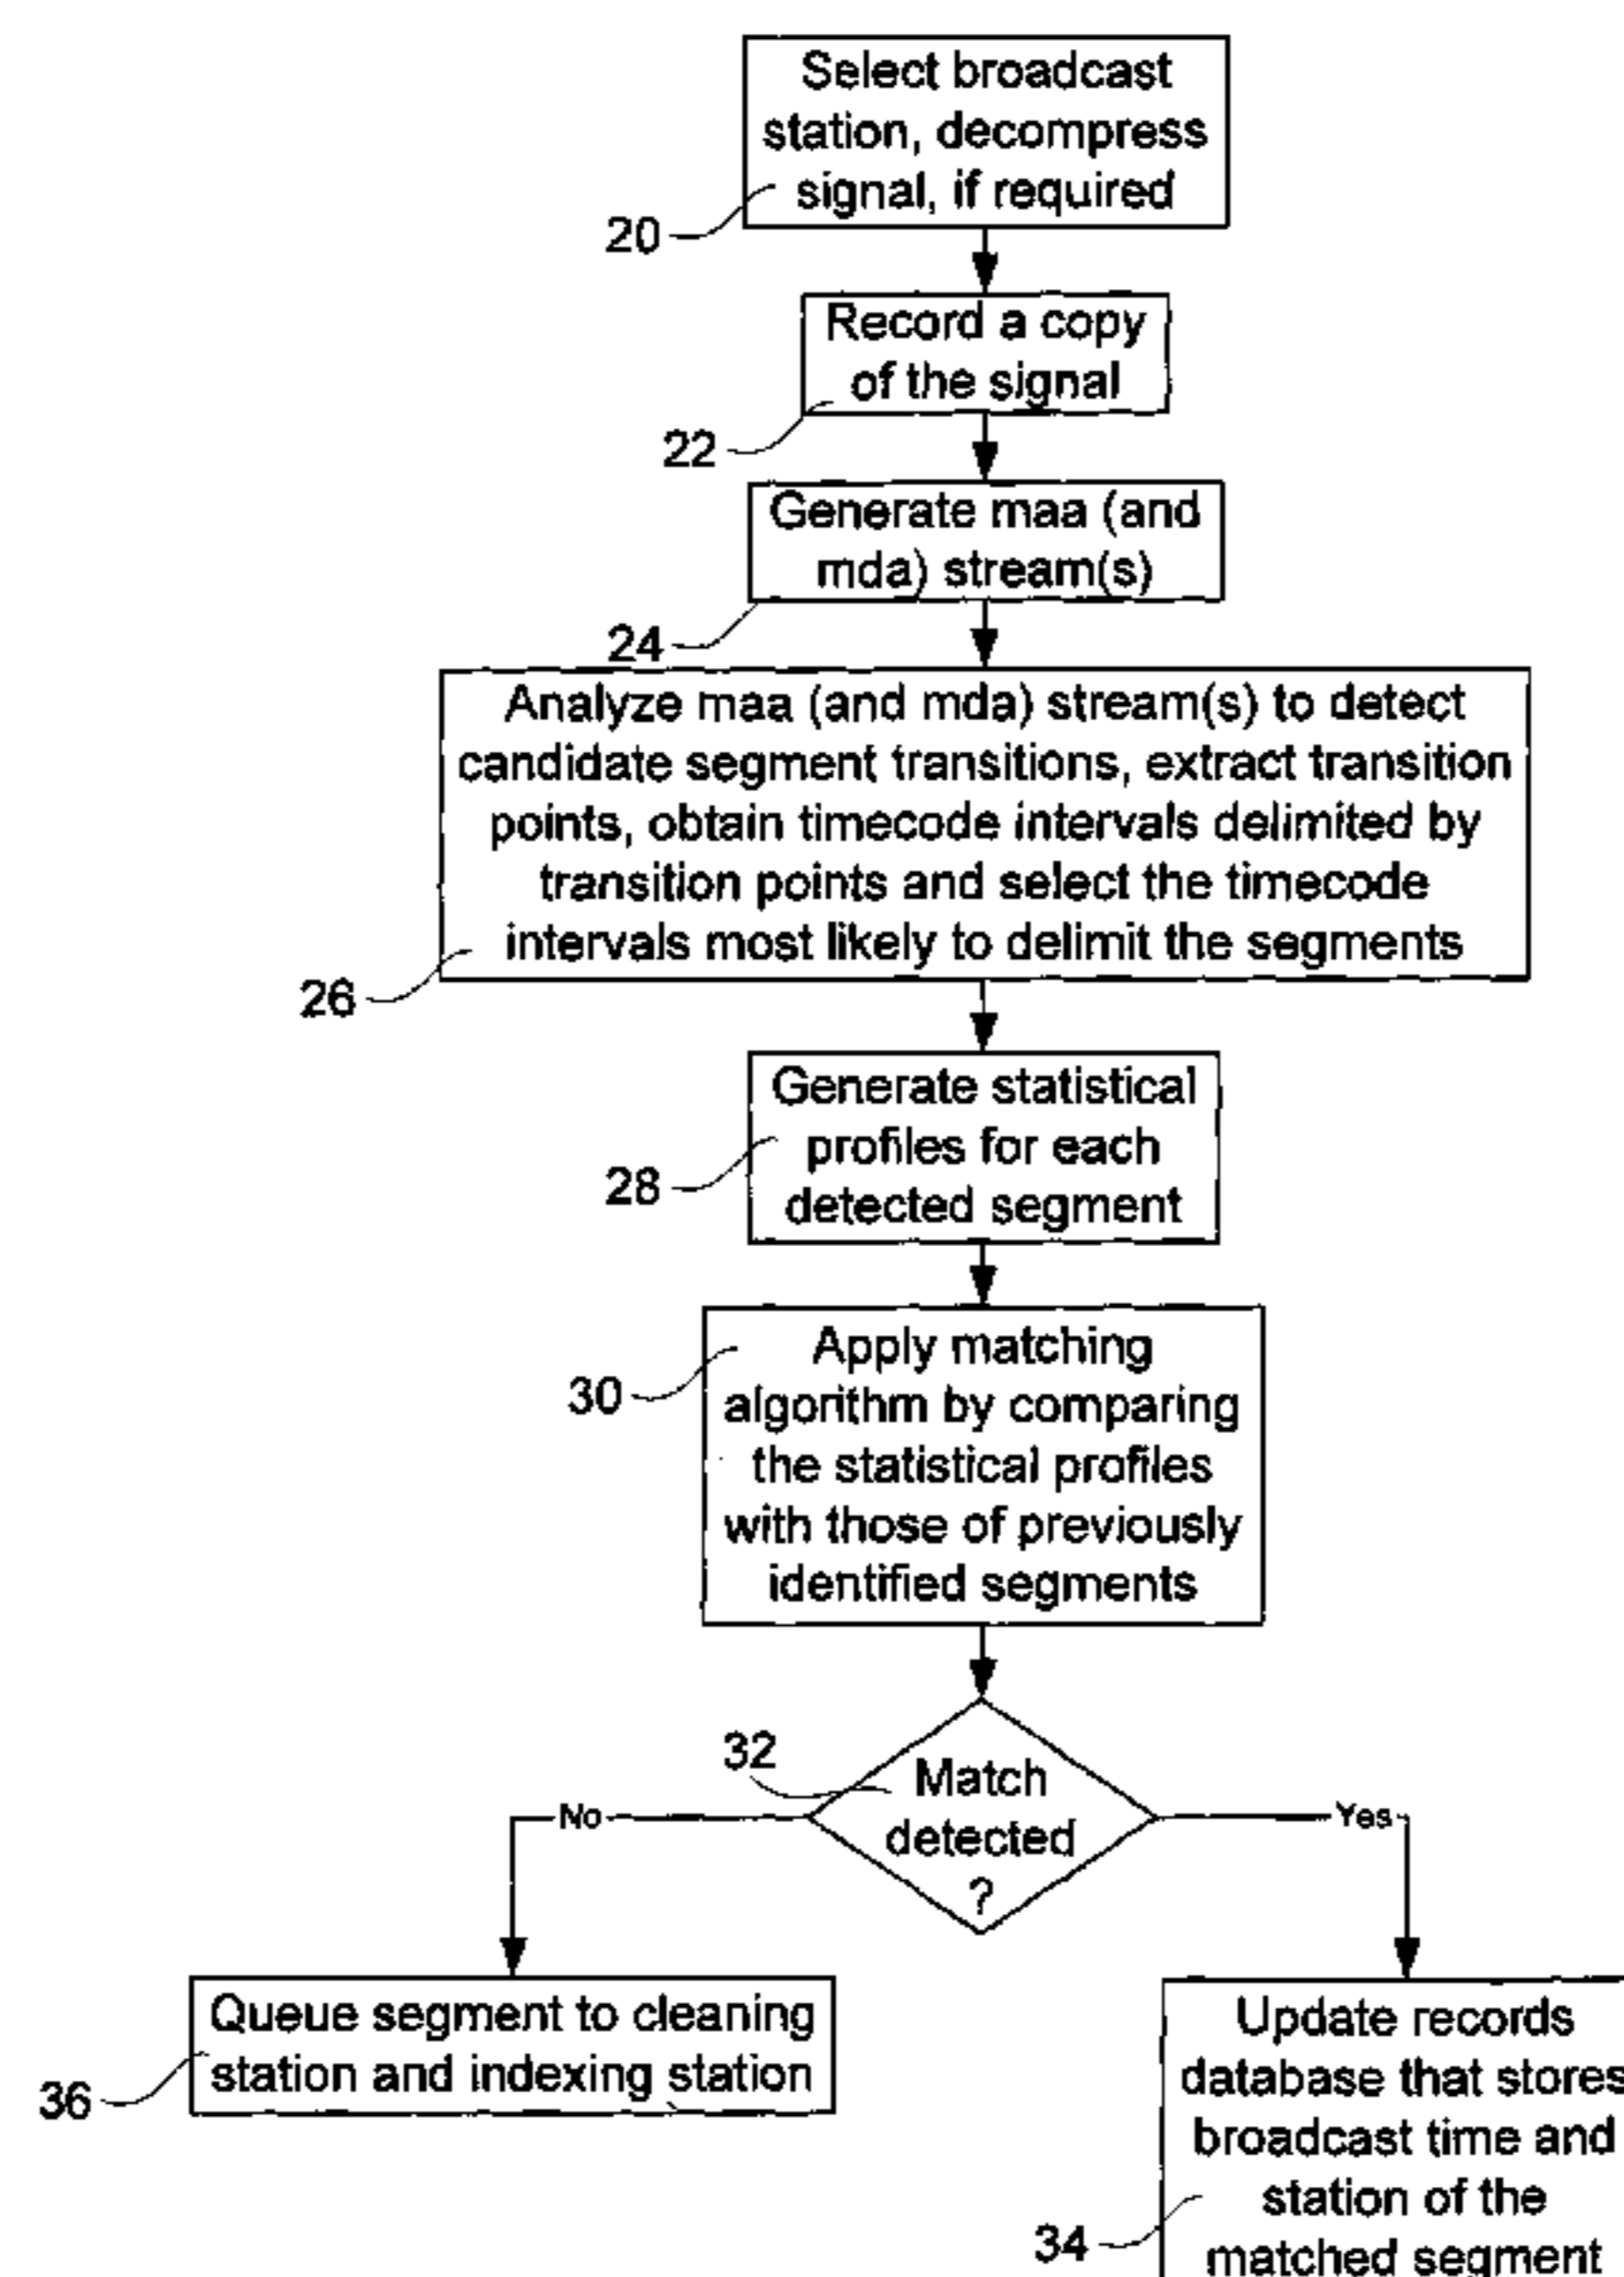 Select broadcast
station, decompress
signal, if required
20
Record a copy
of the signal
22
Generate maa (and
mda) stream(s)
24
Analyze maa (and mda) stream(s) to detect
candidate segment transitions, extract transition
points, obtain timecode intervals delimited by
transition points and select the timecode
intervals most likely to delimit the segments
26
Generate statistical
profiles for each
detected segment
28
Apply matching
algorithm by comparing
the statistical profiles
with those of previously
identified segments
30
32
Match
detected
?
No
Yes
Queue segment to cleaning
station and indexing station
36
Update records
database that stores
broadcast time and
station of the
matched segment
34